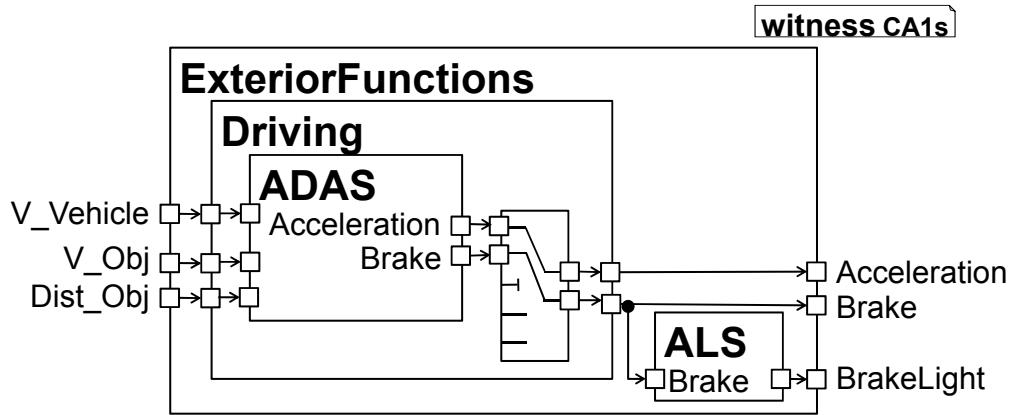 witness CA1s
ExteriorFunctions
Driving
ADAS
V_Vehicle
Acceleration
V_Obj
Brake
Dist_Obj
Acceleration
Brake
ALS
Brake
BrakeLight